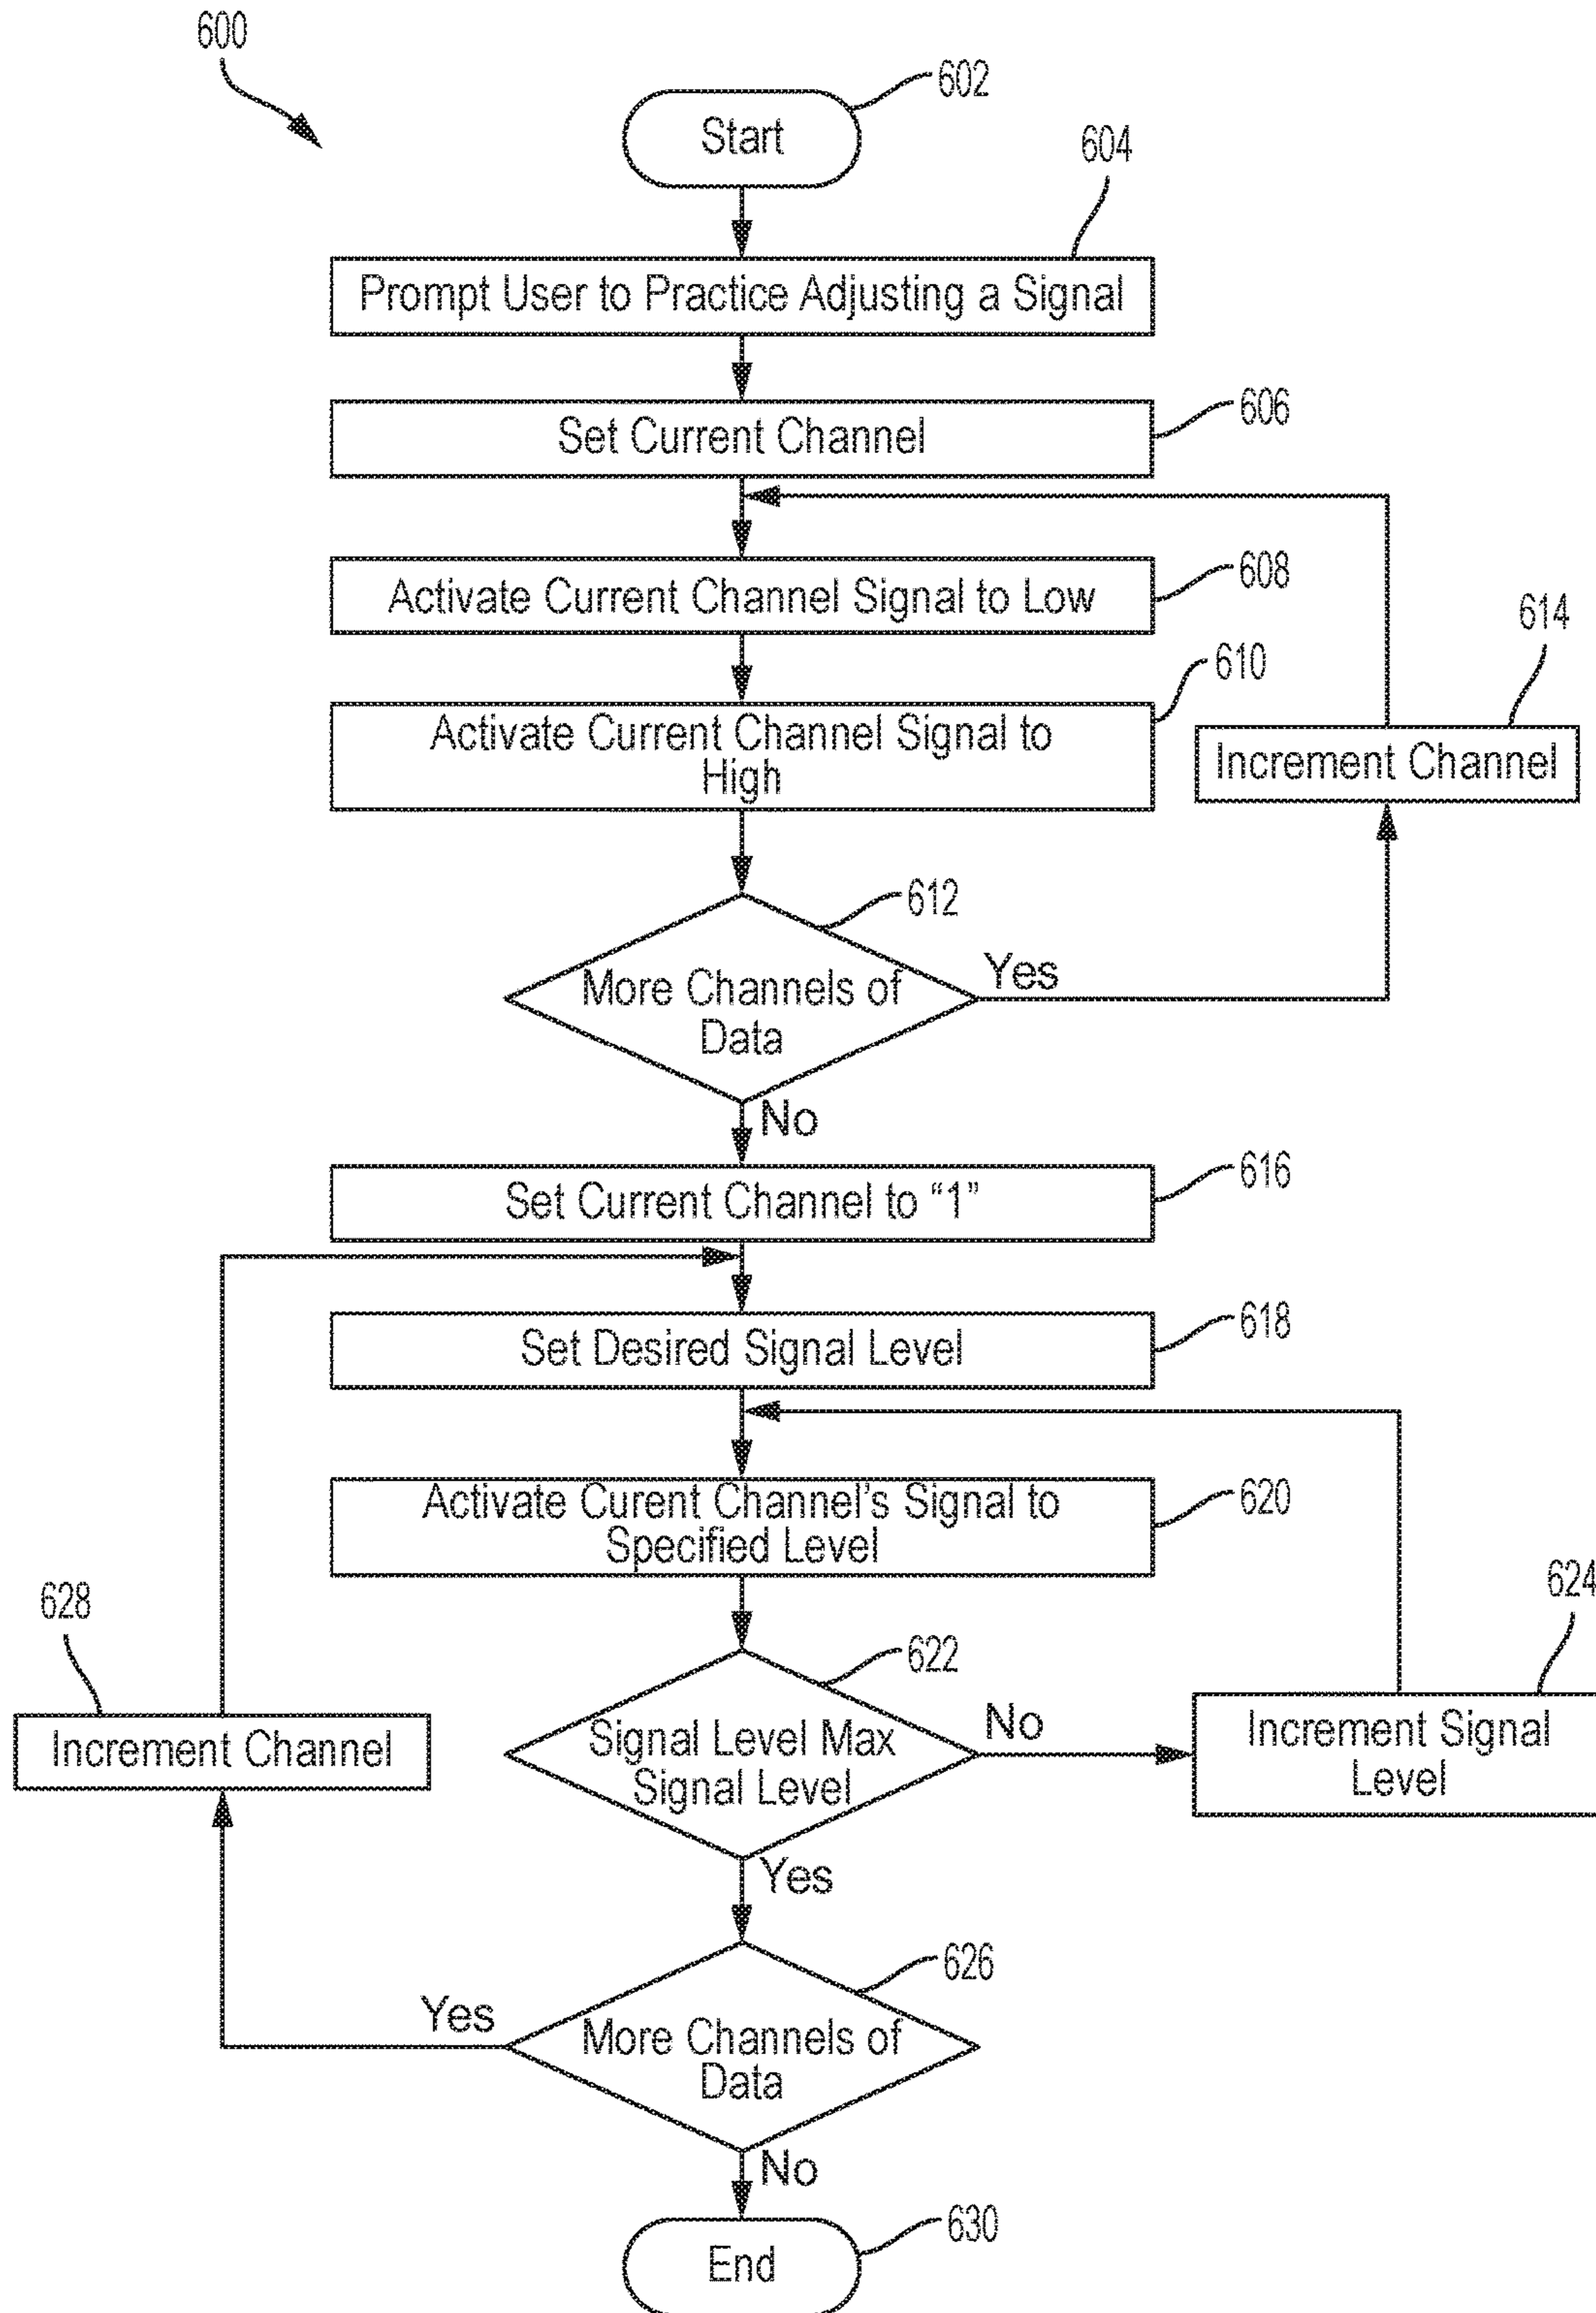 600
602
Start
604
Prompt User to Practice Adjusting a Signal
606
Set Current Channel
608
Activate Current Channel Signal to Low
610
Activate Current Channel Signal to
High
614
Increment Channel
612
More Channels of
Data
Yes
No
616
Set Current Channel to “1”
618
Set Desired Signal Level
620
Activate Curent Channel's Signal to
Specified Level
628
Increment Channel
622
Signal Level Max
Signal Level
No
624
Increment Signal
Level
Yes
626
More Channels of
Data
Yes
No
630
End